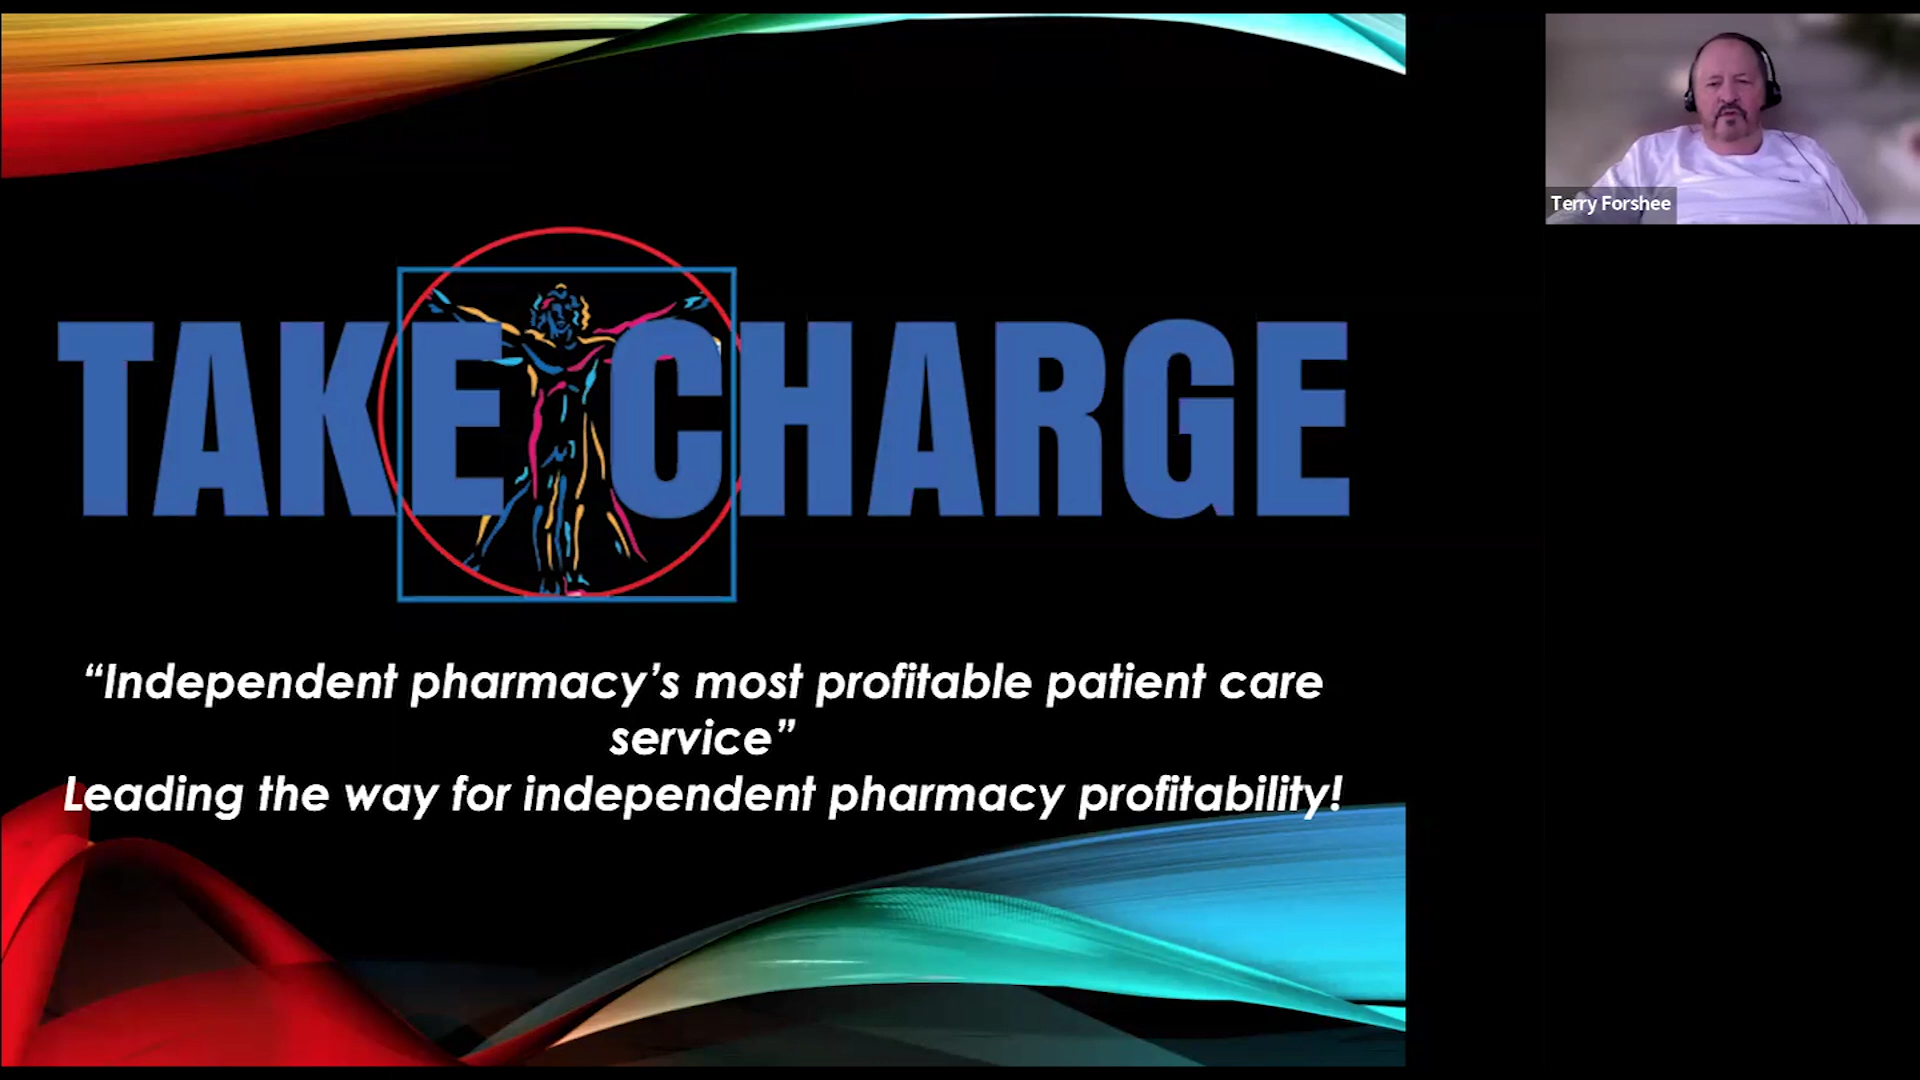 TAKE CHARGE
“Independent pharmacy’s most profitable patient care
service”
Leading the way for independent pharmacy profitability!
Terry Forshee